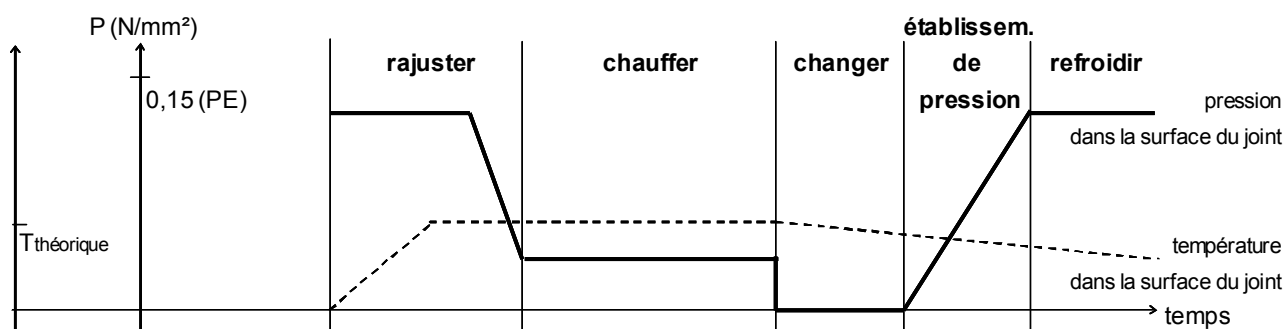 P (N/mm²)
0,15 (PE)
Tthéorique
rajuster
chauffer
changer
établissem.
de
pression
refroidir
pression
dans la surface du joint
température
dans la surface du joint
temps